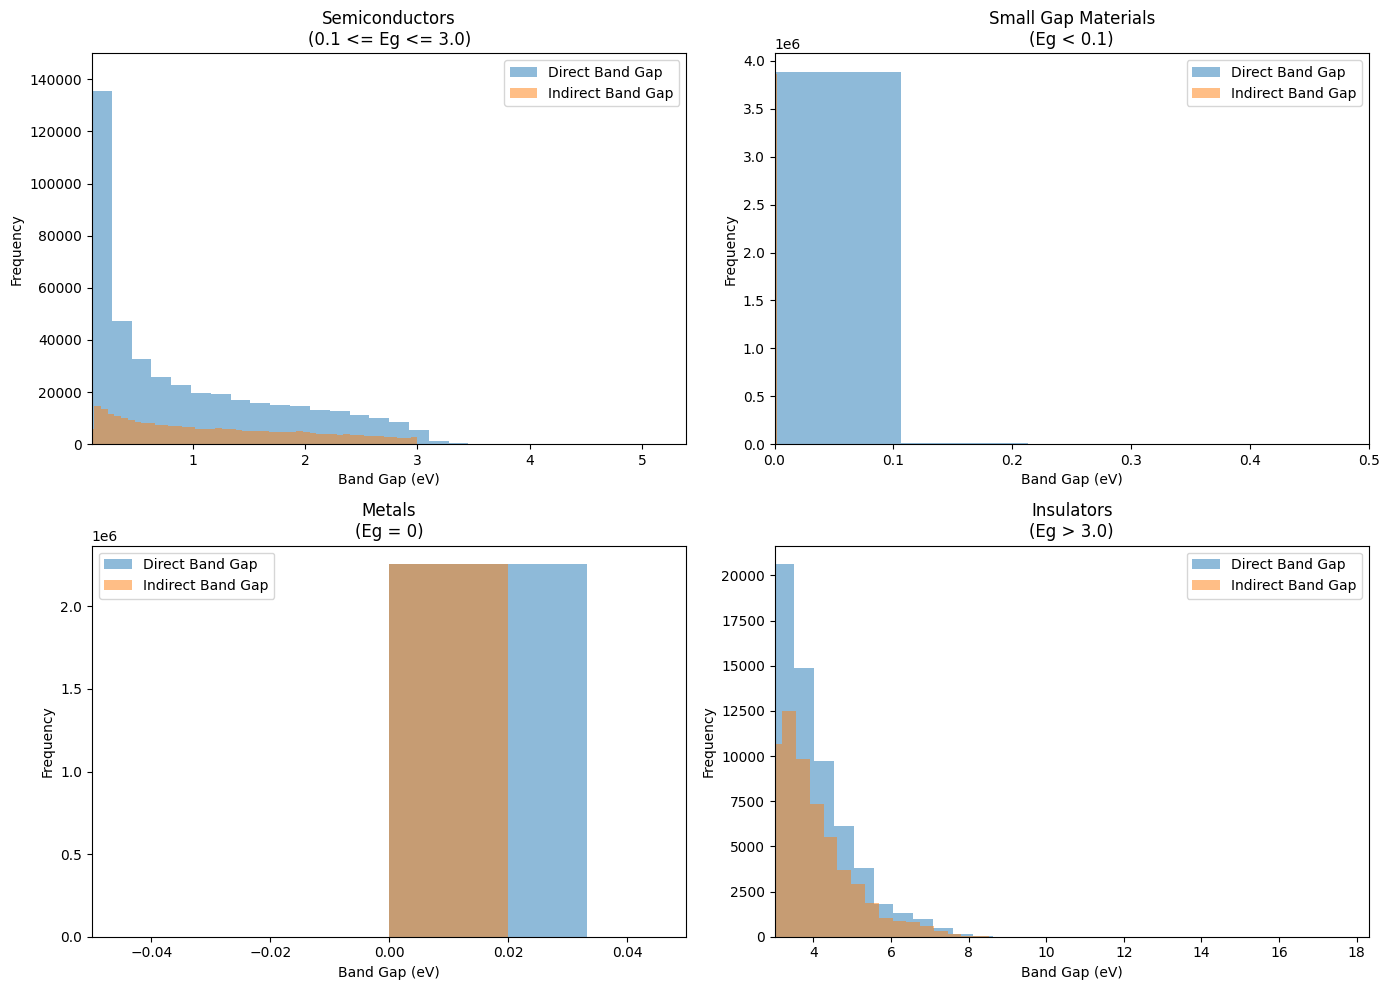 Semiconductors
(0.1 <= Eg <= 3.0)
140000
120000
100000
80000
60000
40000
20000
0
Frequency
1
2
3
4
5
Band Gap (eV)
Direct Band Gap
Indirect Band Gap
Small Gap Materials
(Eg < 0.1)
1e6
4.0
3.5
3.0
2.5
2.0
1.5
1.0
0.5
0.0
Frequency
0.0
0.1
0.2
0.3
0.4
0.5
Band Gap (eV)
Direct Band Gap
Indirect Band Gap
Metals
(Eg = 0)
1e6
2.0
1.5
1.0
0.5
0.0
Frequency
−0.04
−0.02
0.00
0.02
0.04
Band Gap (eV)
Direct Band Gap
Indirect Band Gap
Insulators
(Eg > 3.0)
20000
17500
15000
12500
10000
7500
5000
2500
0
Frequency
4
6
8
10
12
14
16
18
Band Gap (eV)
Direct Band Gap
Indirect Band Gap